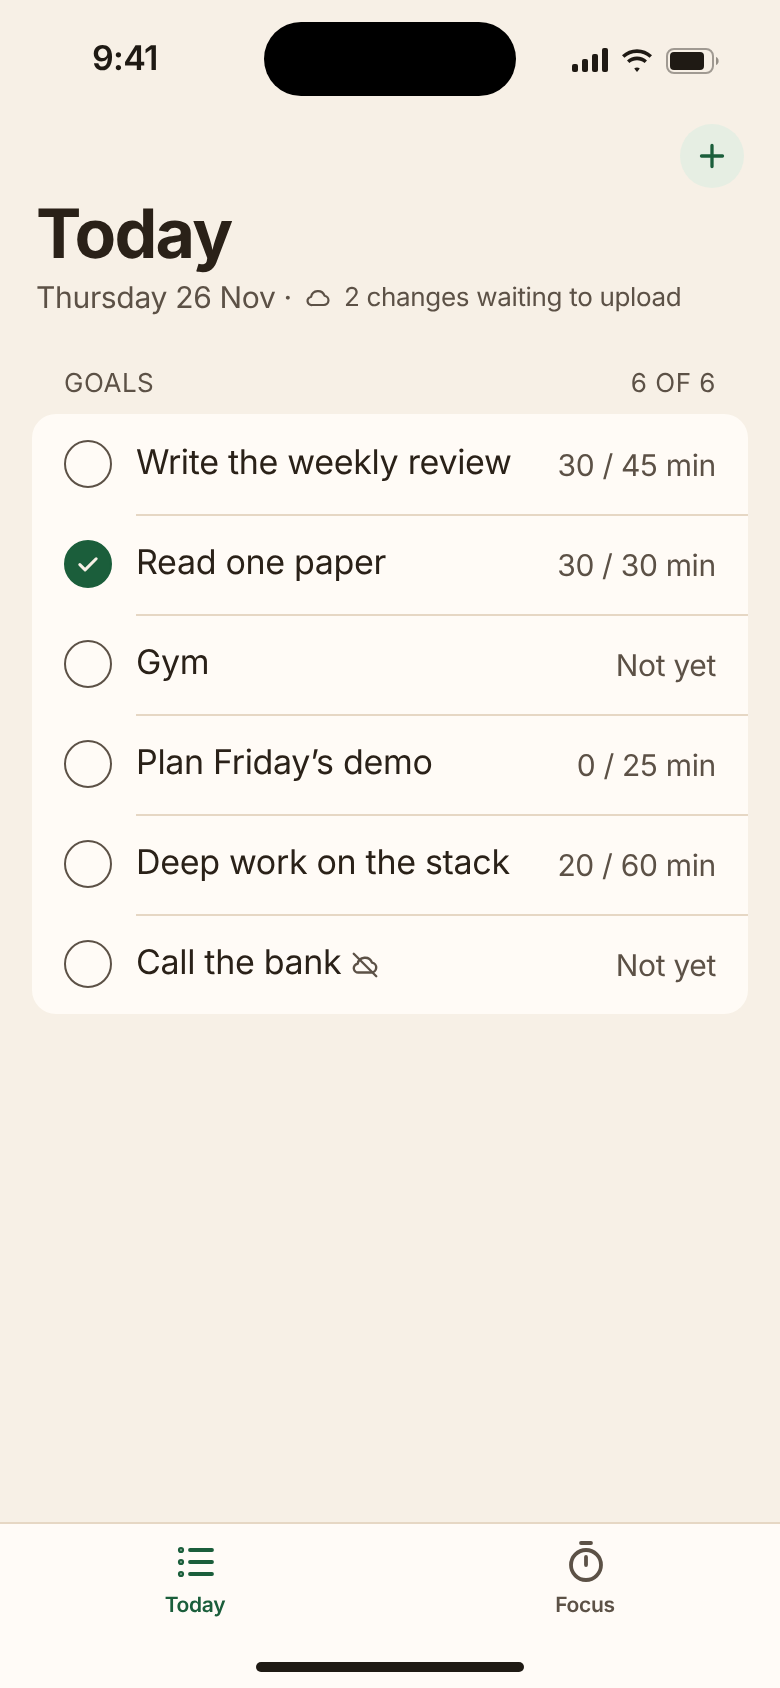 9:41
Today
Thursday 26 Nov · 2 changes waiting to upload
GOALS 6 OF 6
Write the weekly review 30 / 45 min
Read one paper 30 / 30 min
Gym Not yet
Plan Friday’s demo 0 / 25 min
Deep work on the stack 20 / 60 min
Call the bank Not yet
Today Focus